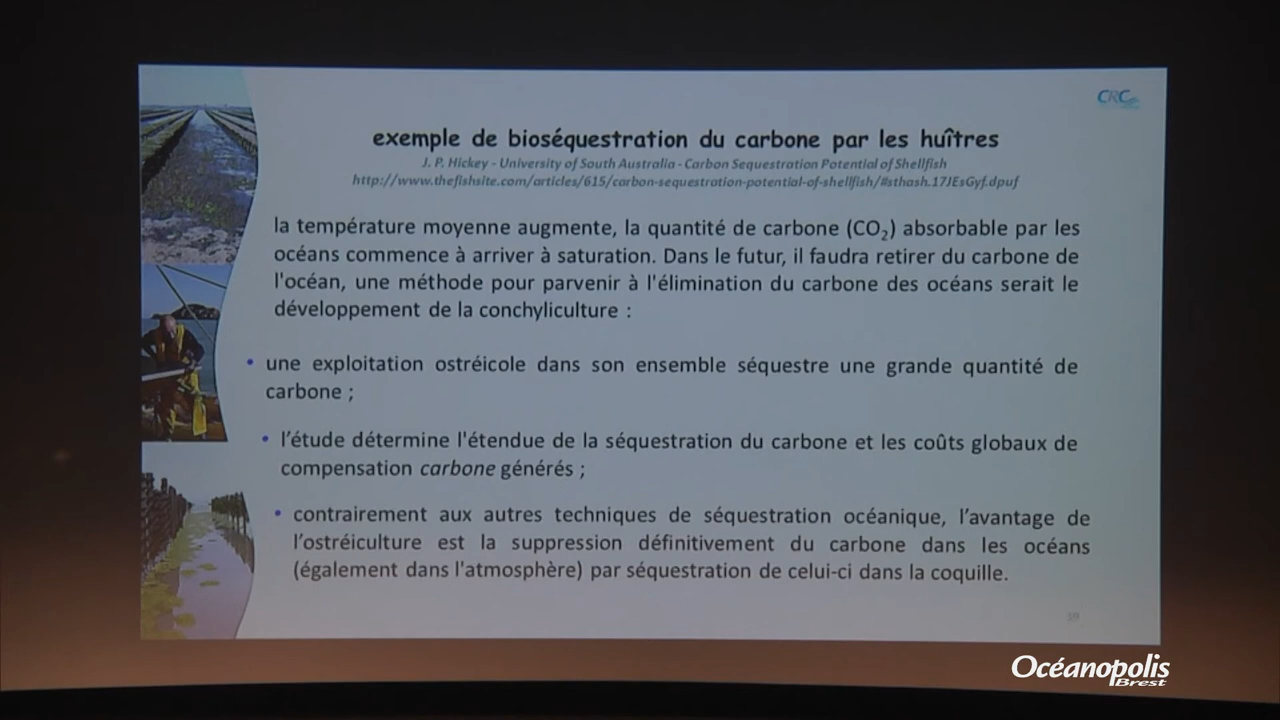 CRC
exemple de bioséquestration du carbone par les huîtres
J. P. Hickey - University of South Australia - Carbon Sequestration Potential of Shellfish
http://www.thefishsite.com/articles/615/carbon-sequestration-potential-of-shellfish/#sthash.17JEsGyf.dpuf
la température moyenne augmente, la quantité de carbone (CO₂) absorbable par les
océans commence à arriver à saturation. Dans le futur, il faudra retirer du carbone de
l'océan, une méthode pour parvenir à l'élimination du carbone des océans serait le
développement de la conchyliculture :
• une exploitation ostréicole dans son ensemble séquestre une grande quantité de
carbone ;
• l’étude détermine l'étendue de la séquestration du carbone et les coûts globaux de
compensation carbone générés ;
• contrairement aux autres techniques de séquestration océanique, l’avantage de
l’ostréiculture est la suppression définitivement du carbone dans les océans
(également dans l'atmosphère) par séquestration de celui-ci dans la coquille.
Océanopolis
Brest